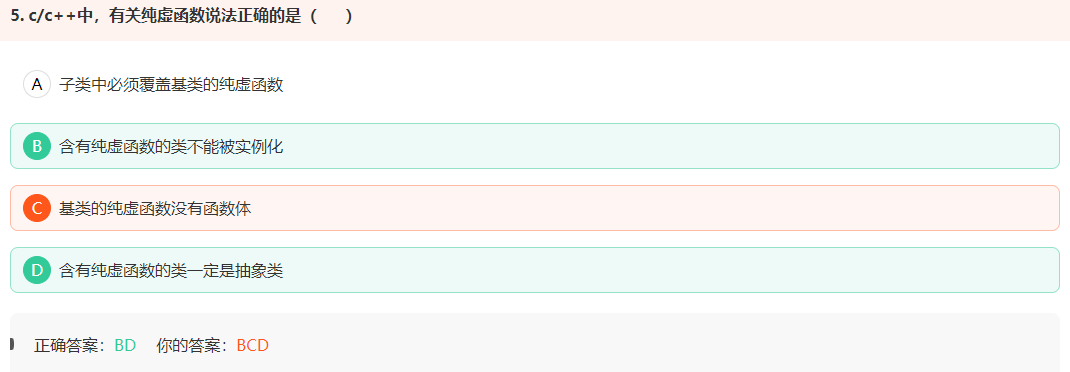 5. c/c++中，有关纯虚函数说法正确的是（ ）
A 子类中必须覆盖基类的纯虚函数
B 含有纯虚函数的类不能被实例化
C 基类的纯虚函数没有函数体
D 含有纯虚函数的类一定是抽象类
正确答案：BD 你的答案：BCD